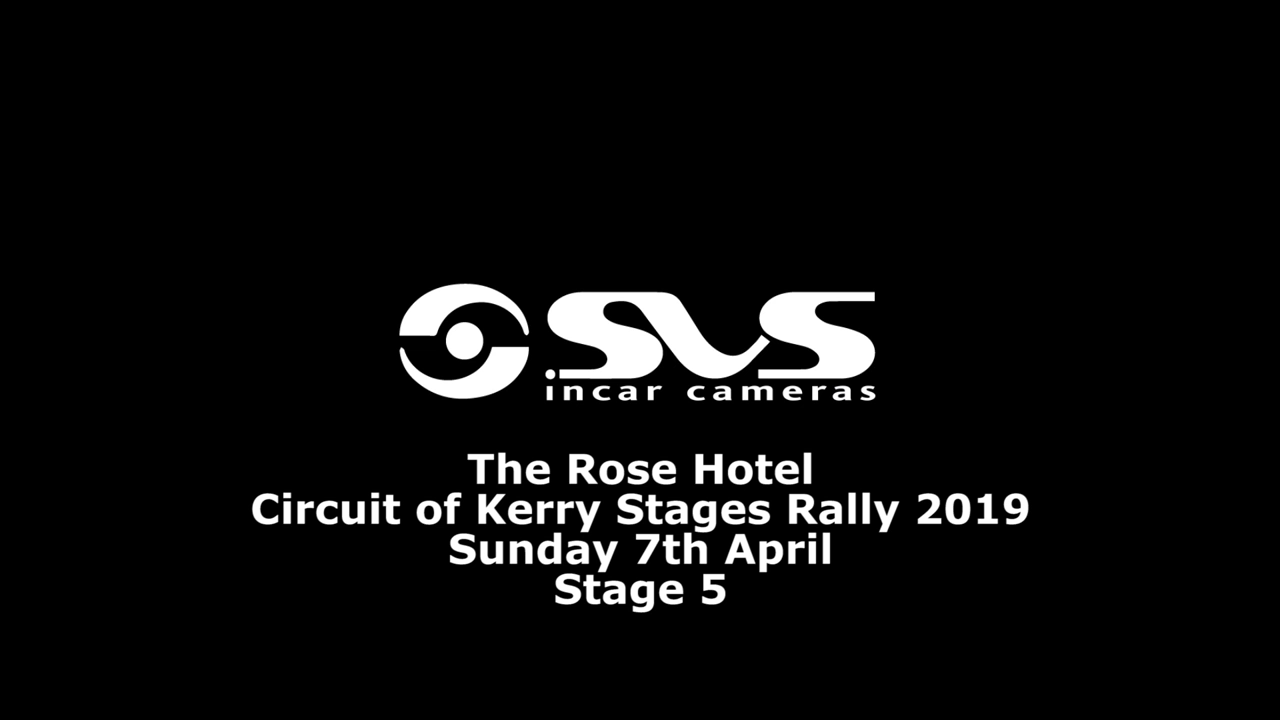 SVS
incar cameras
The Rose Hotel
Circuit of Kerry Stages Rally 2019
Sunday 7th April
Stage 5